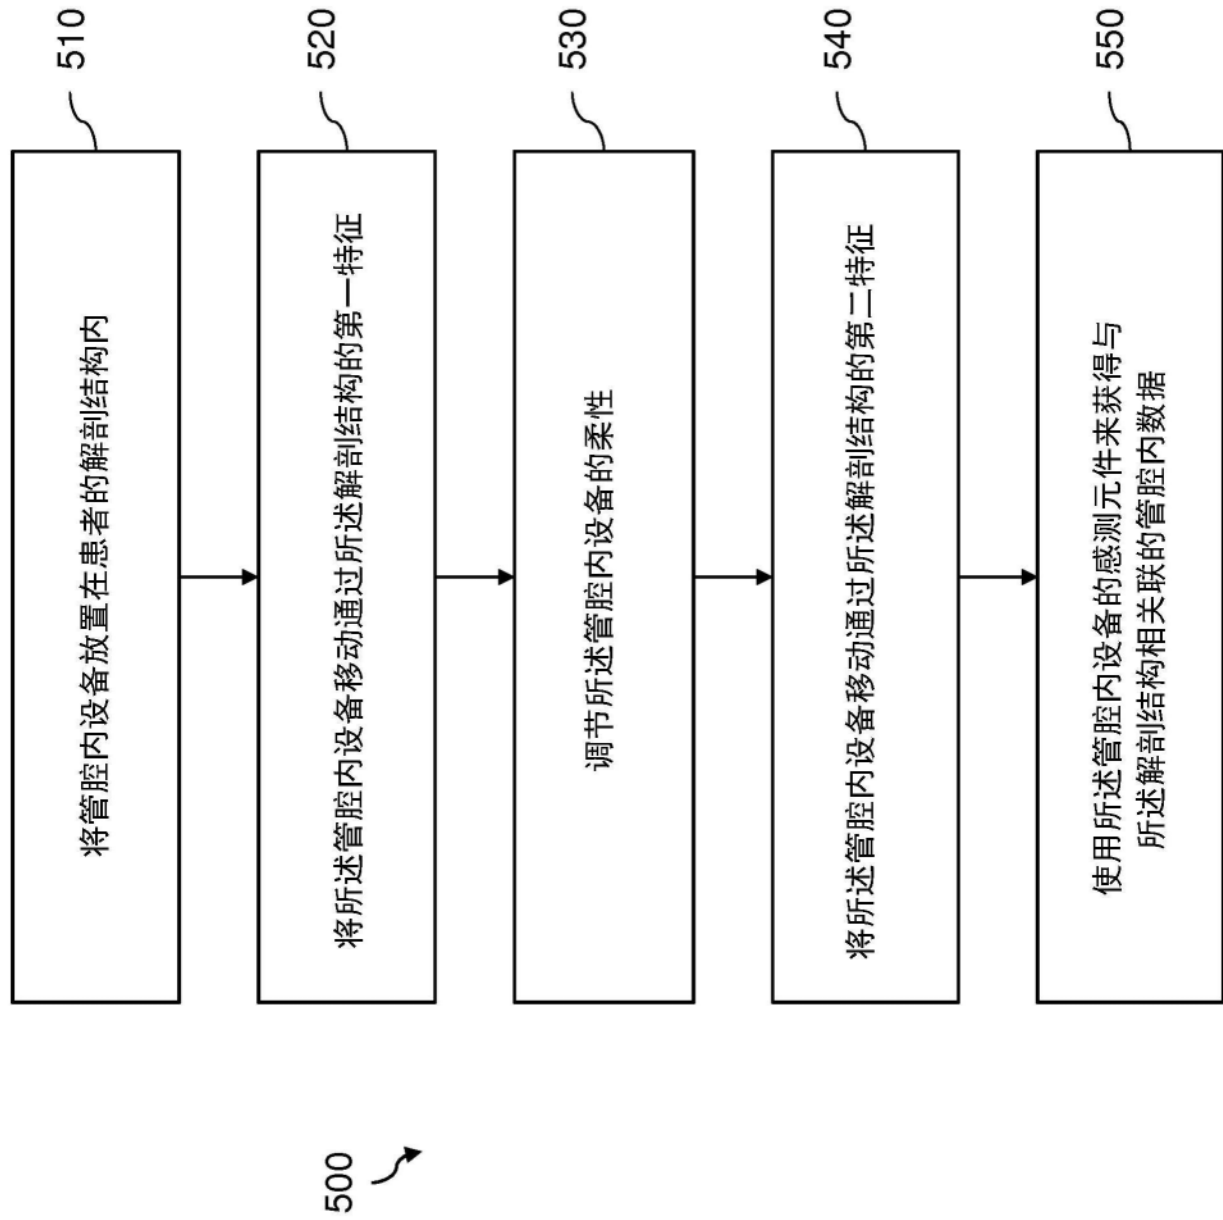 500
510
将管腔内设备放置在患者的解剖结构内
520
将所述管腔内设备移动通过所述解剖结构的第一特征
530
调节所述管腔内设备的柔性
540
将所述管腔内设备移动通过所述解剖结构的第二特征
550
使用所述管腔内设备的感测元件来获得与
所述解剖结构相关联的管腔内数据